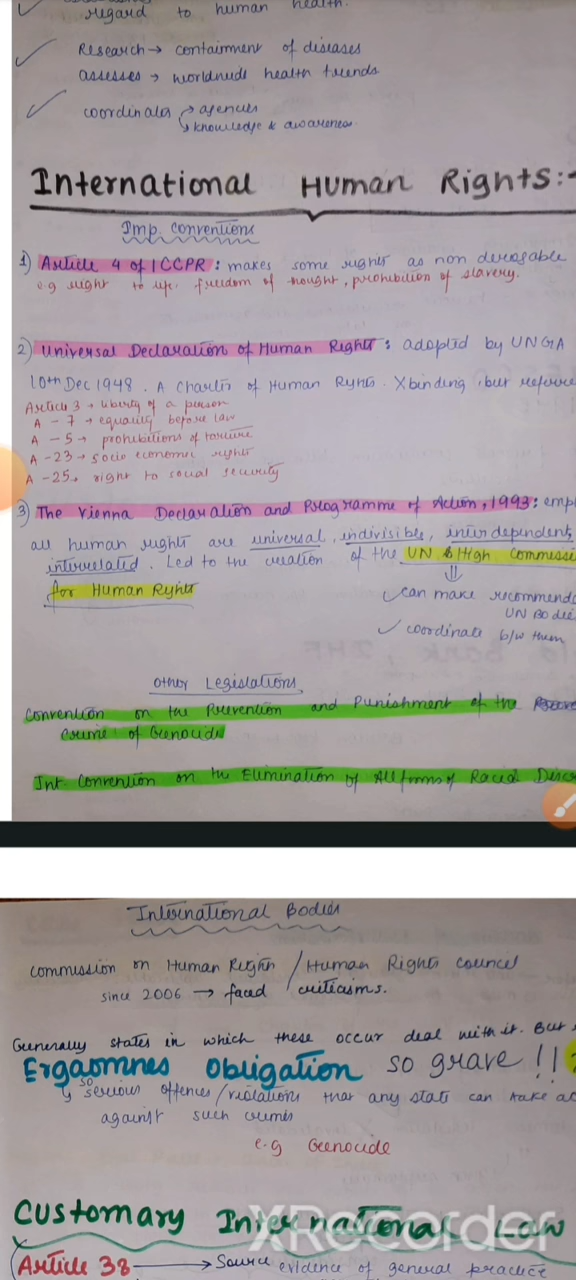 regard to human health.
Research → containment of diseases
assesses → worldwide health trends
coordinates → agencies
↳ knowledge & awareness
International Human Rights:-
Imp. conventions
1) Article 4 of ICCPR : makes some rights as non derogable
e.g right to life, freedom of thought, prohibition of slavery.
2) Universal Declaration of Human Rights : adopted by UNGA
10th Dec 1948. A Charter of Human Rights. X binding, but referre
Article 3 → liberty of a person
A - 7 → equality before law
A - 5 → prohibitions of torture
A - 23 → socio economic rights
A - 25 → right to social security
3) The Vienna Declaration and Programme of Action, 1993: emp
all human rights are universal, indivisible, interdependent,
interrelated. Led to the creation of the UN High Commissi
for Human Rights
⇓
✓ can make recommends
UN Bodie
✓ coordinate b/w them
Other Legislations
Convention on the Prevention and Punishment of the
crime of Genocide
Int. Convention on the Elimination of All forms of Racial Disc
International Bodies
Commission on Human Rights / Human Rights Council
since 2006 → faced criticisms.
Generally states in which these occur deal with it. But
Ergaomnes Obligation so grave !!
↳ so serious offences/violations that any state can take ac
against such crimes
e.g Genocide
Customary International Law
Article 38 → Source evidence of general practice
XRecorder